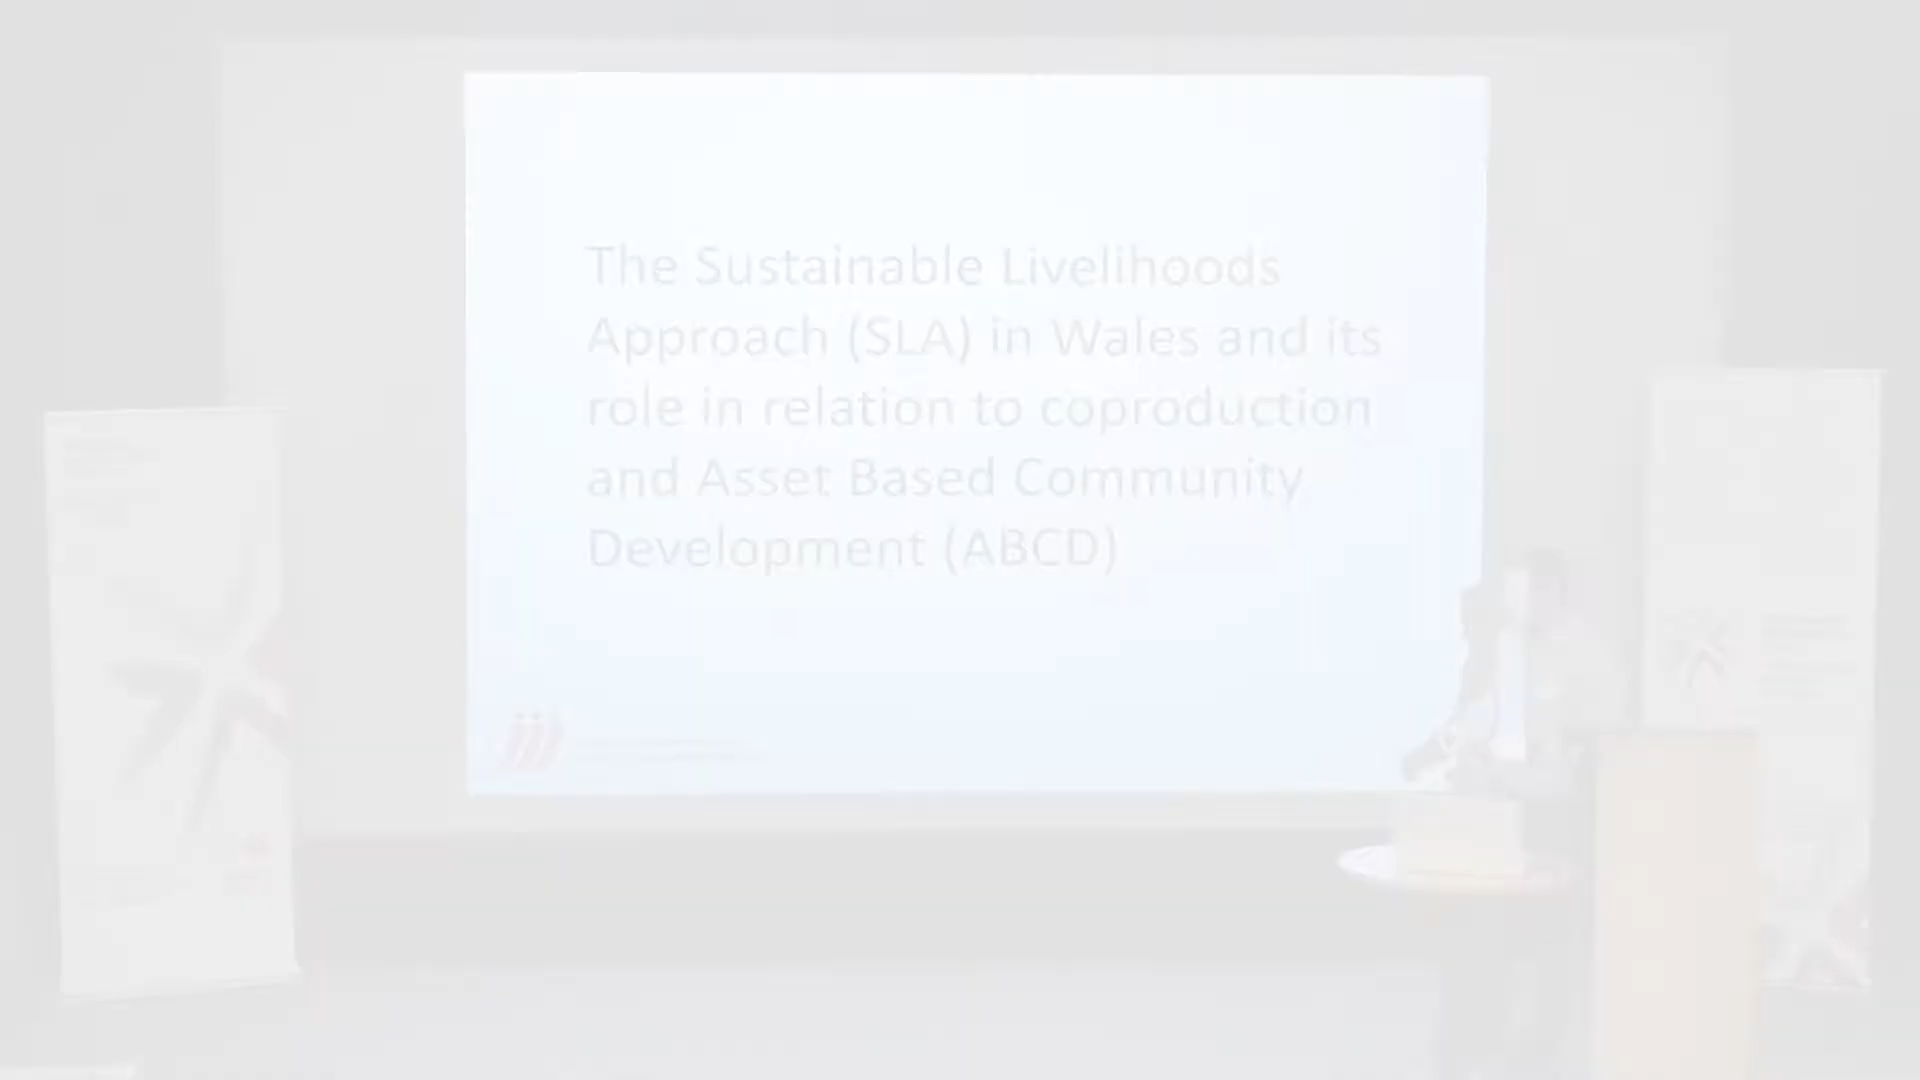 The Sustainable Livelihoods
Approach (SLA) in Wales and its
role in relation to coproduction
and Asset Based Community
Development (ABCD)